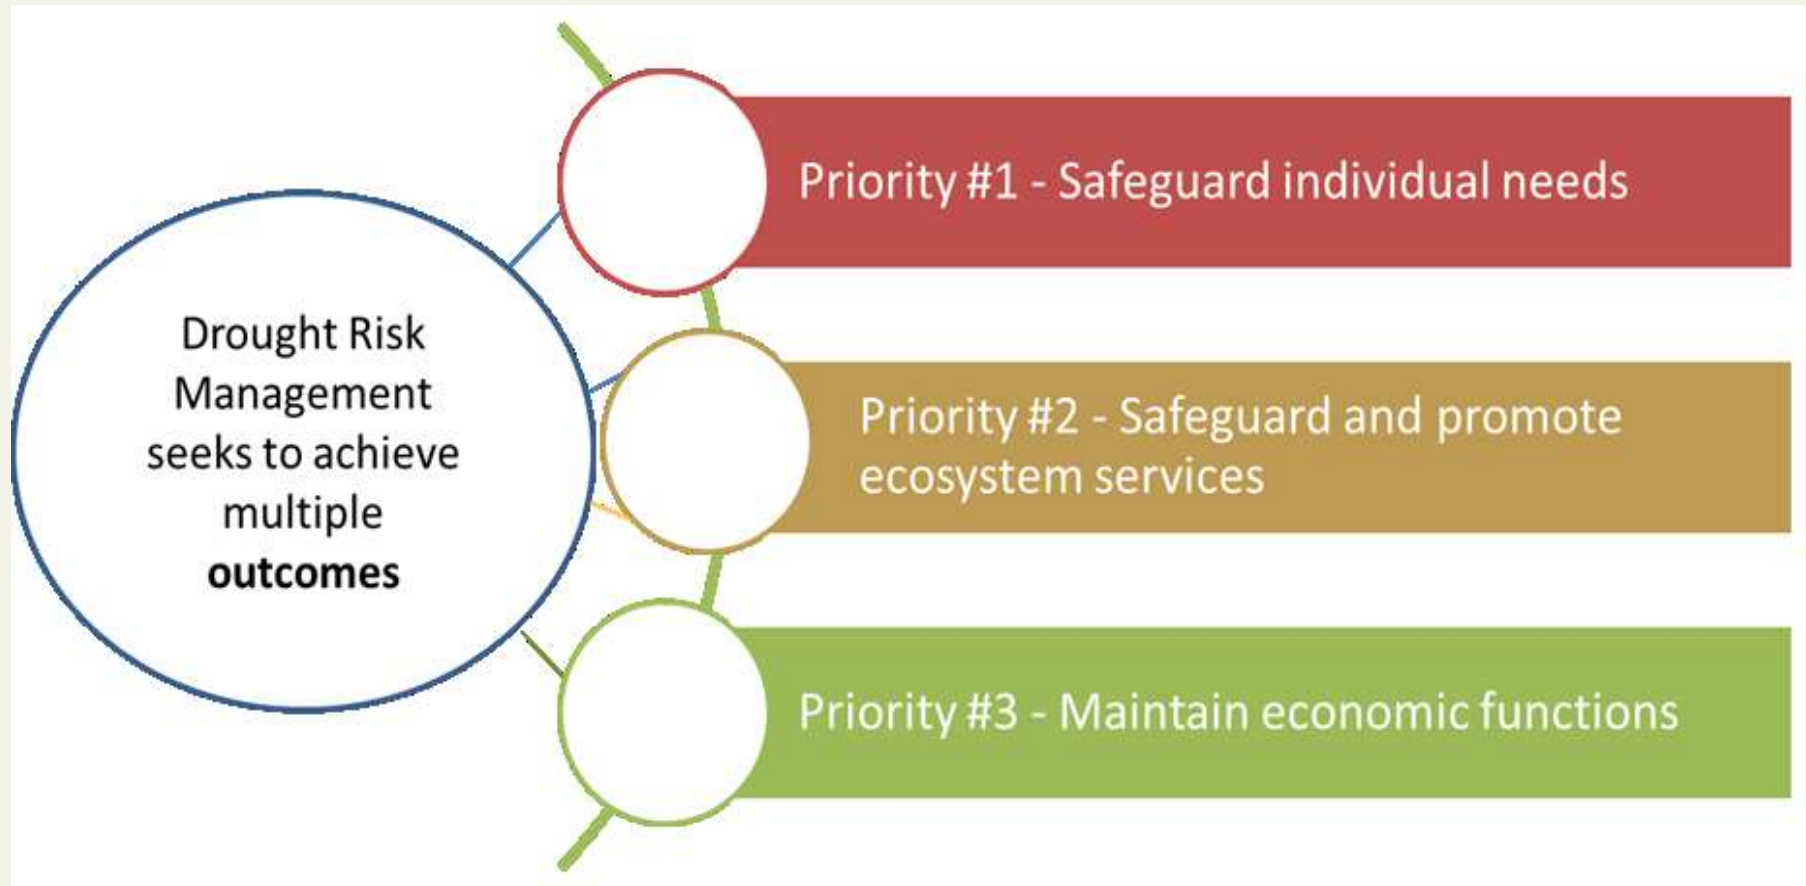 Drought Risk
Management
seeks to achieve
multiple
outcomes
Priority #1 - Safeguard individual needs
Priority #2 - Safeguard and promote
ecosystem services
Priority #3 - Maintain economic functions